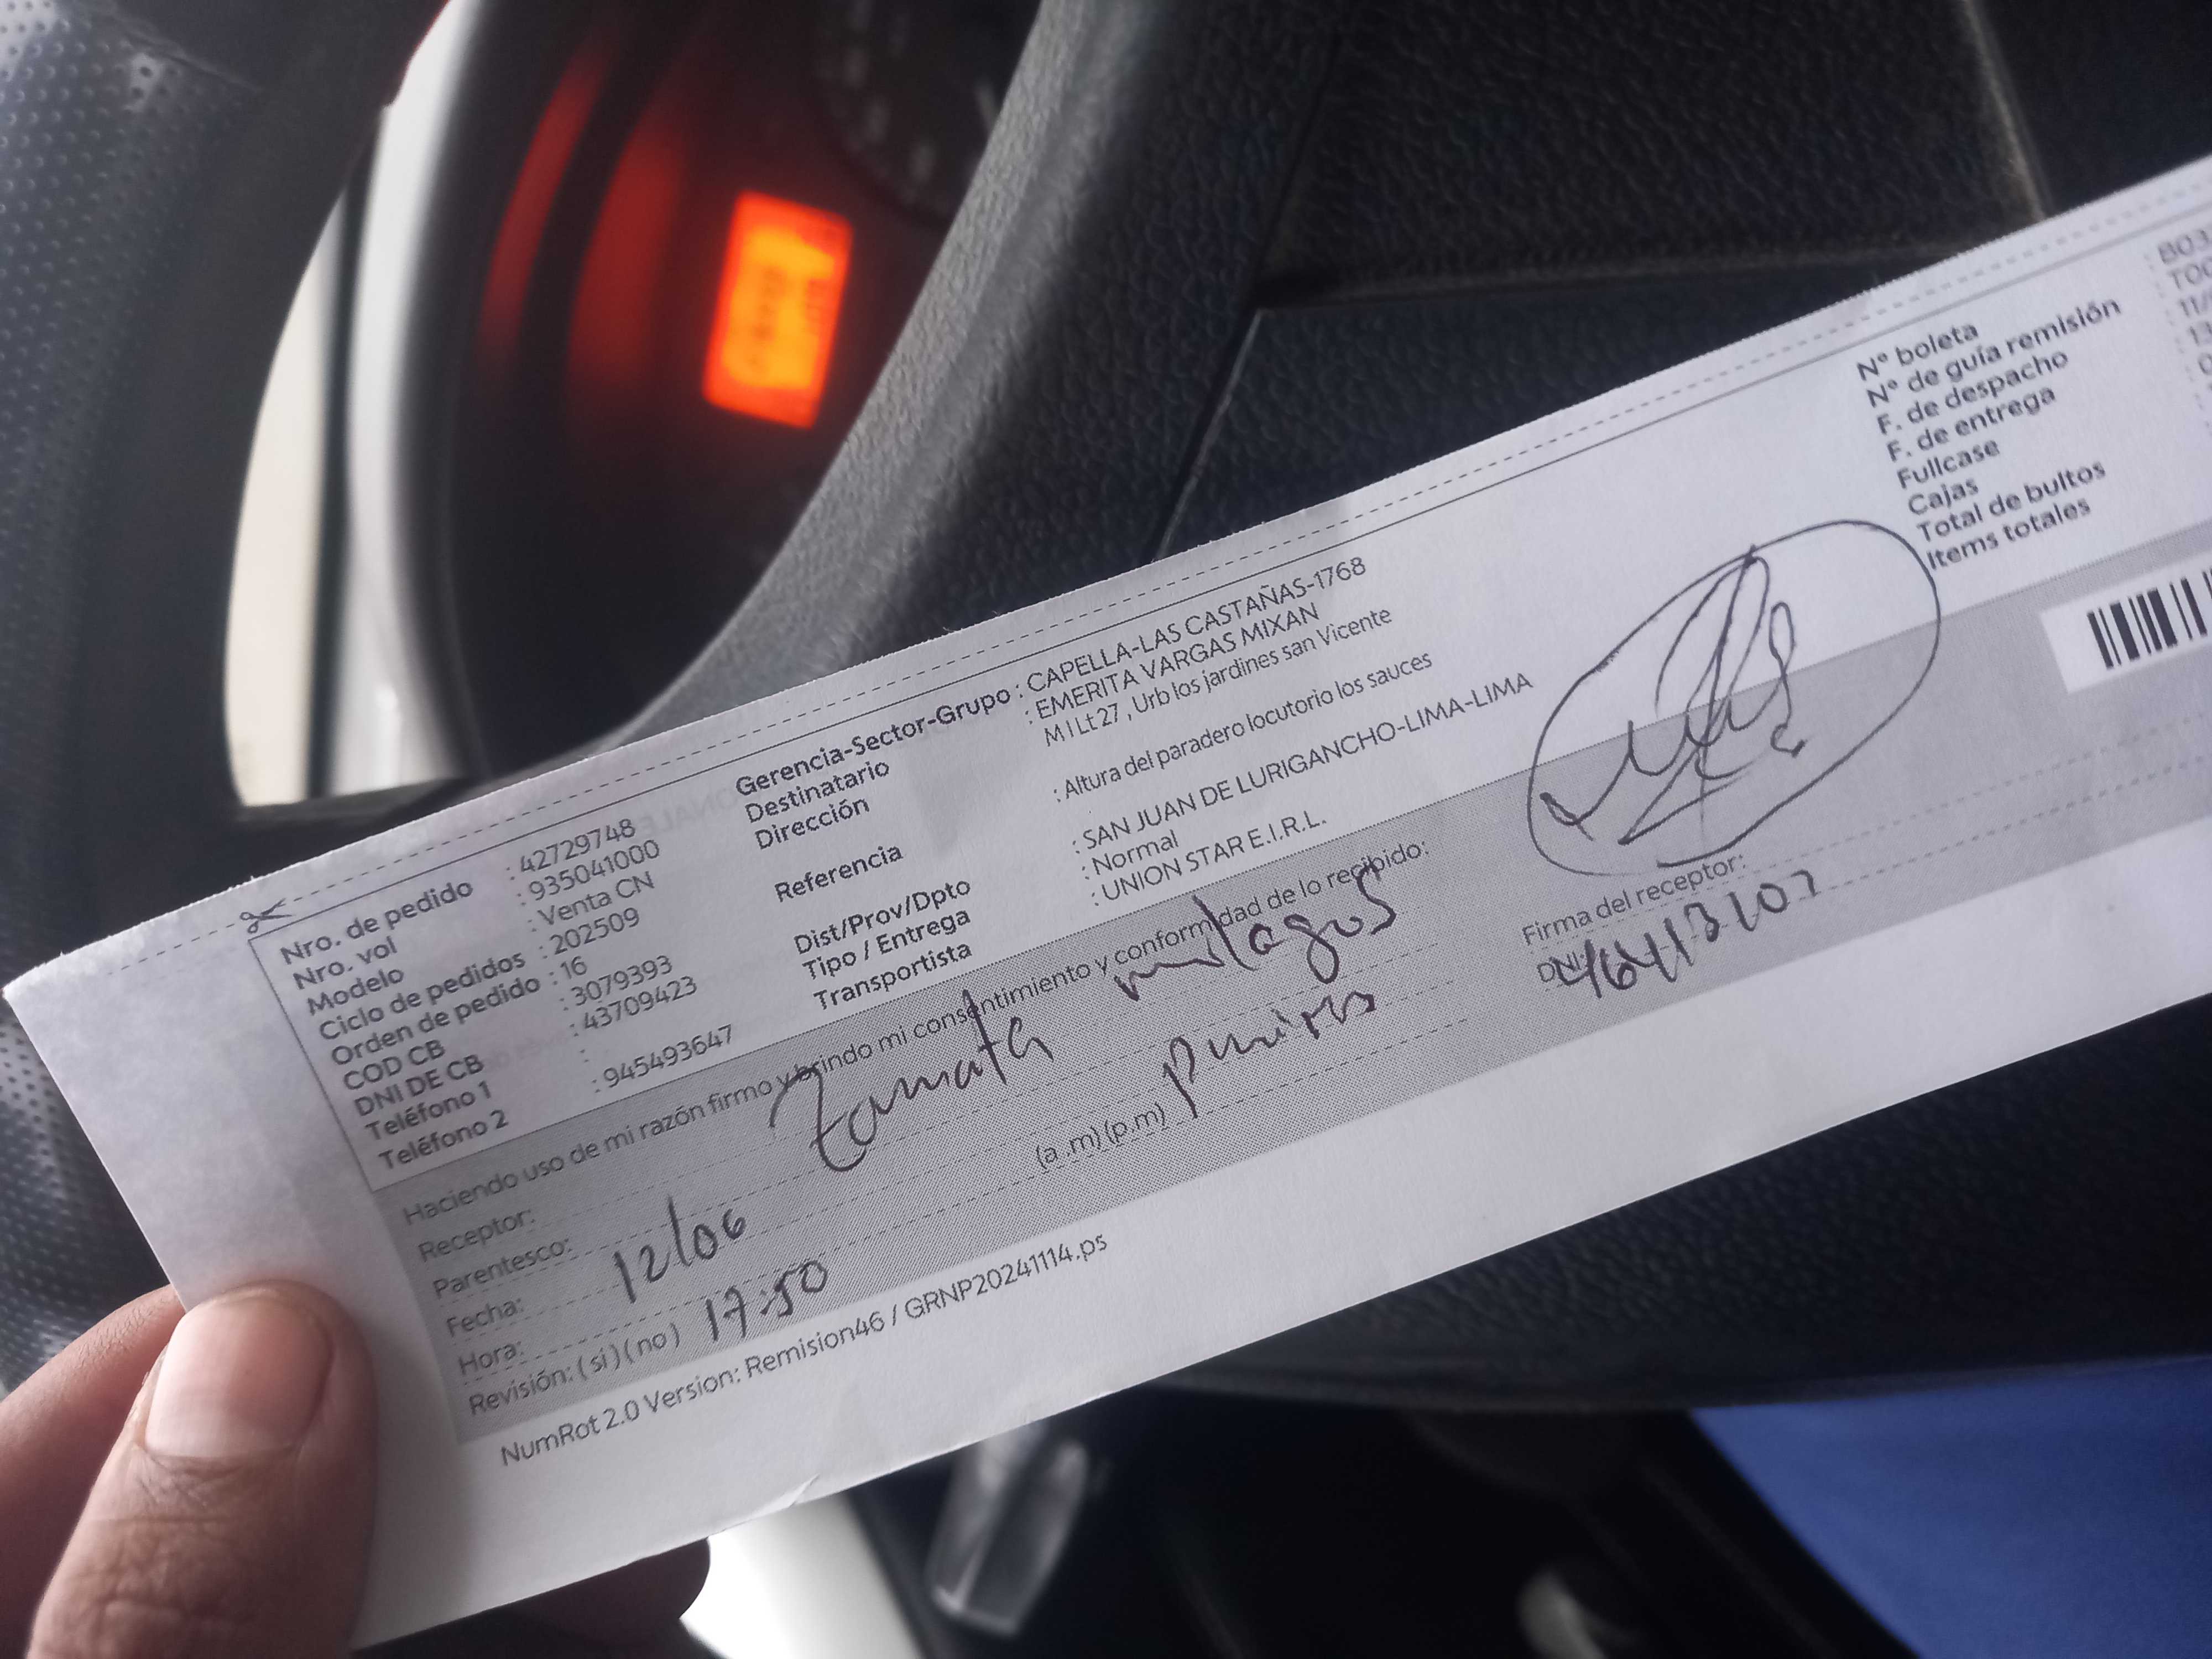 Nro. de pedido : 42729748
Nro. vol : 935041000
Modelo : Venta CN
Ciclo de pedidos : 202509
Orden de pedido : 16
COD CB : 3079393
DNI DE CB : 43709423
Teléfono 1 :
Teléfono 2 : 945493647
Gerencia-Sector-Grupo : CAPELLA-LAS CASTAÑAS-1768
Destinatario : EMERITA VARGAS MIXAN
Dirección M I Lt 27 , Urb los jardines san Vicente
Referencia : Altura del paradero locutorio los sauces
Dist/Prov/Dpto : SAN JUAN DE LURIGANCHO-LIMA-LIMA
Tipo / Entrega : Normal
Transportista : UNION STAR E.I.R.L.
N° boleta
N° de guía remisión
F. de despacho
F. de entrega
Fullcase
Cajas
Total de bultos
Items totales
Haciendo uso de mi razón firmo y brindo mi consentimiento y conformidad de lo recibido:
Receptor: Zamata milagos
Parentesco:
Fecha: 12/06
Hora: 17:50 (a .m) (p.m)
Revisión: ( si ) ( no )
Firma del receptor:
DNI:
NumRot 2.0 Version: Remision46 / GRNP20241114.ps